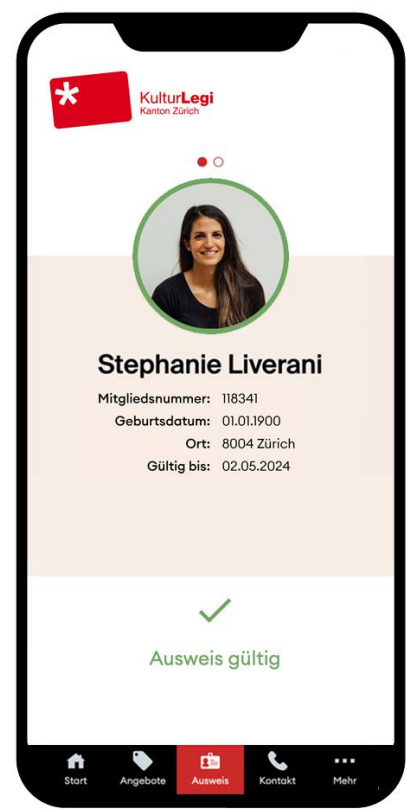 KulturLegi
Kanton Zürich
Stephanie Liverani
Mitgliedsnummer: 118341
Geburtsdatum: 01.01.1900
Ort: 8004 Zürich
Gültig bis: 02.05.2024
Ausweis gültig
Start Angebote Ausweis Kontakt Mehr